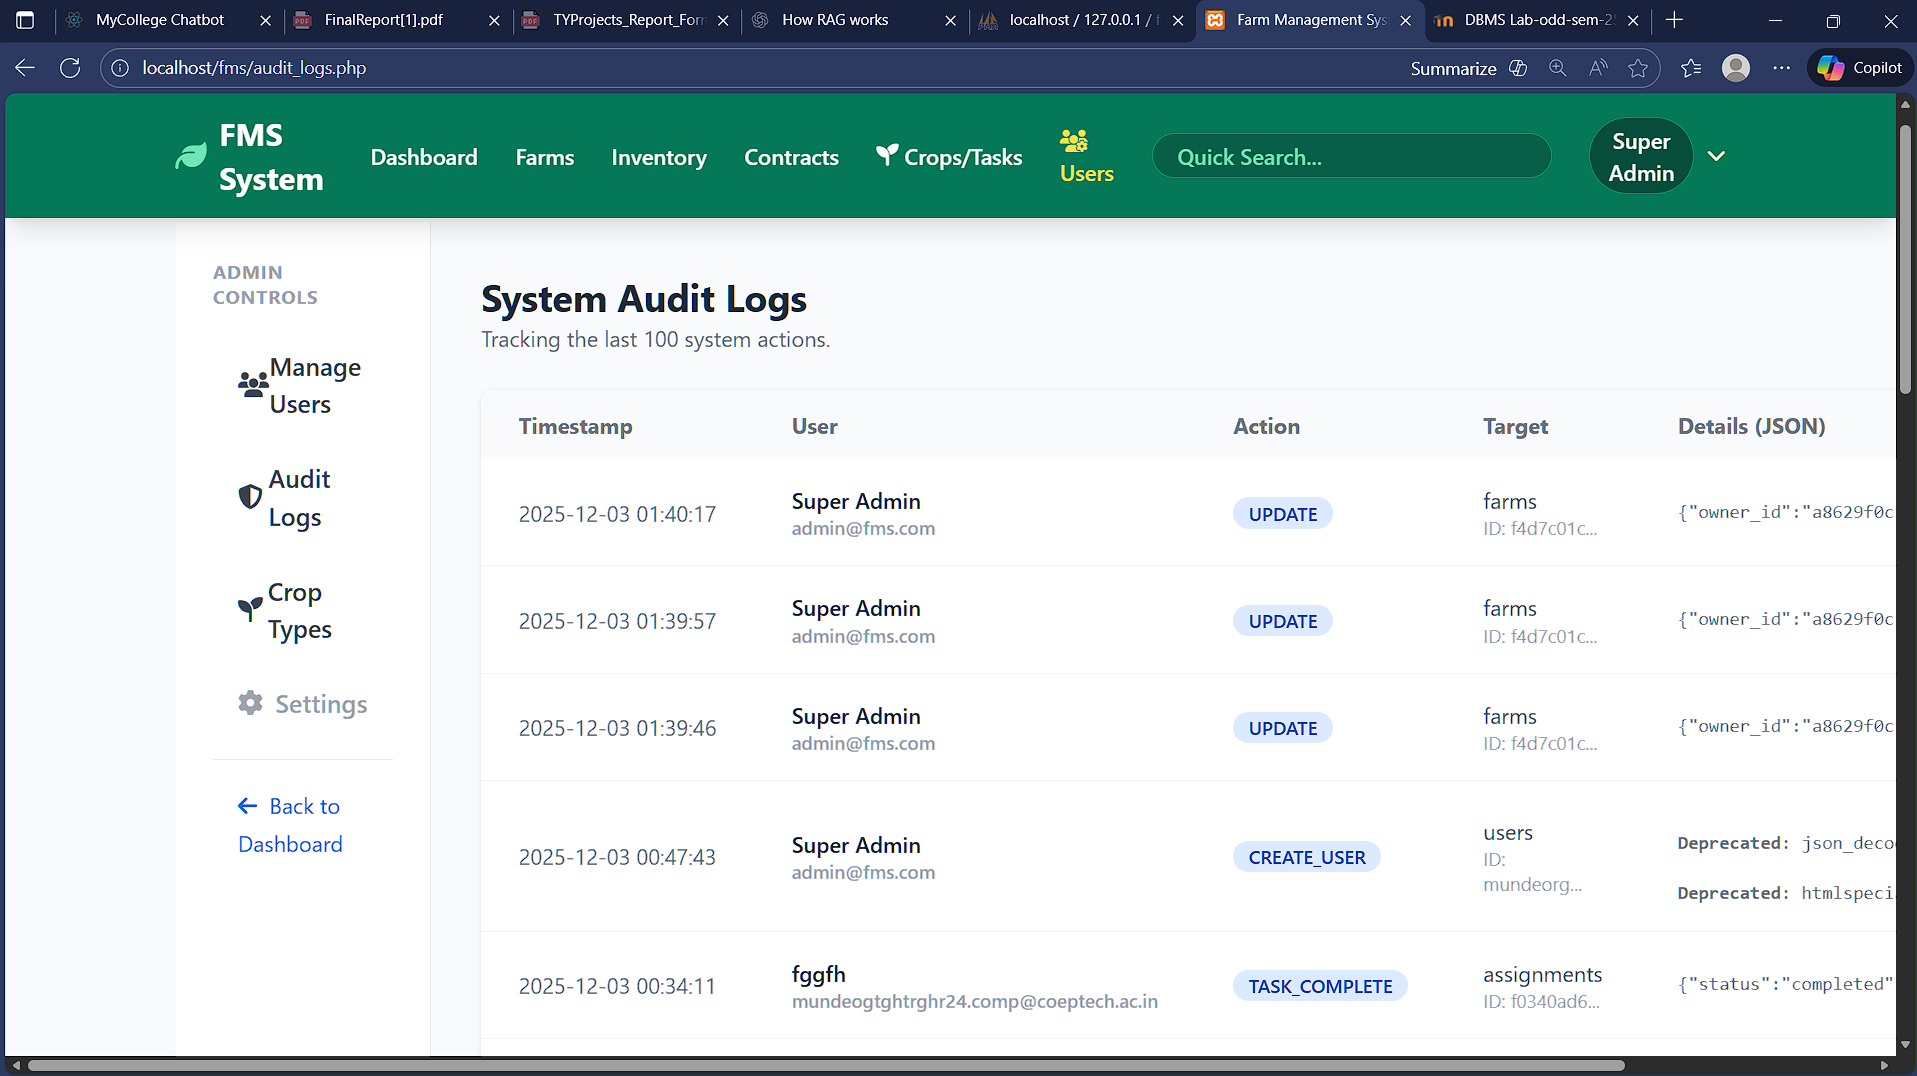 MyCollege Chatbot
FinalReport[1].pdf
TYProjects_Report_For
How RAG works
localhost / 127.0.0.1 / f
Farm Management Sys
DBMS Lab-odd-sem-2
localhost/fms/audit_logs.php
Summarize
Copilot
FMS System
Dashboard
Farms
Inventory
Contracts
Crops/Tasks
Users
Quick Search...
Super Admin
ADMIN CONTROLS
Manage Users
Audit Logs
Crop Types
Settings
Back to Dashboard
System Audit Logs
Tracking the last 100 system actions.
Timestamp User Action Target Details (JSON)
2025-12-03 01:40:17 Super Admin admin@fms.com UPDATE farms ID: f4d7c01c... {"owner_id":"a8629f0c
2025-12-03 01:39:57 Super Admin admin@fms.com UPDATE farms ID: f4d7c01c... {"owner_id":"a8629f0c
2025-12-03 01:39:46 Super Admin admin@fms.com UPDATE farms ID: f4d7c01c... {"owner_id":"a8629f0c
2025-12-03 00:47:43 Super Admin admin@fms.com CREATE_USER users ID: mundeorg... Deprecated: json_deco
Deprecated: htmlspeci
2025-12-03 00:34:11 fggfh mundeogtghtrghr24.comp@coeptech.ac.in TASK_COMPLETE assignments ID: f0340ad6... {"status":"completed"